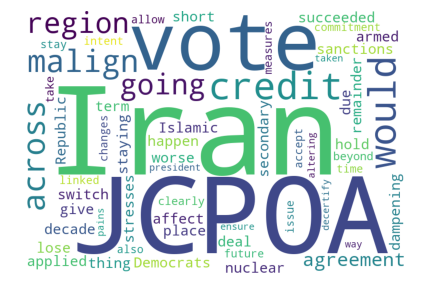 allow short succeeded
region vote commitment
stay intent measures armed
malign going credit sanctions
taken
across Republic take changes term staying Islamic happen worse secondary accept altering would due remainder
Iran
hold beyond
time
linked president
switch clearly
give pains stresses affect place issue ensure decertify dampening
decade
JCPOA
lose also deal future way
applied thing Democrats nuclear agreement